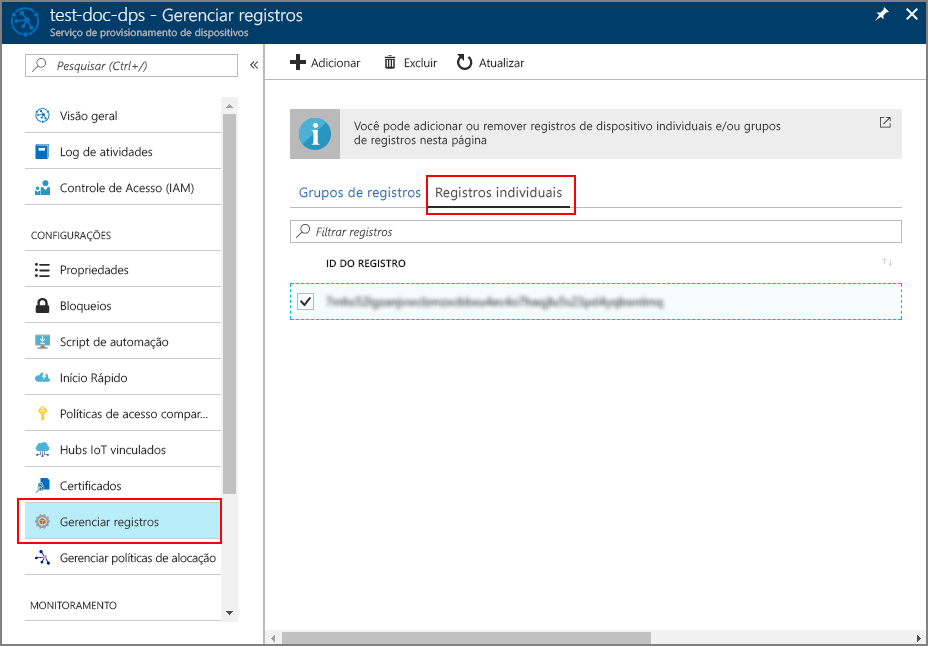 test-doc-dps - Gerenciar registros
Serviço de provisionamento de dispositivos
Pesquisar (Ctrl+/)
Visão geral
Log de atividades
Controle de Acesso (IAM)
CONFIGURAÇÕES
Propriedades
Bloqueios
Script de automação
Início Rápido
Políticas de acesso compar...
Hubs IoT vinculados
Certificados
Gerenciar registros
Gerenciar políticas de alocação
MONITORAMENTO
Adicionar Excluir Atualizar
Você pode adicionar ou remover registros de dispositivo individuais e/ou grupos
de registros nesta página
Grupos de registros Registros individuais
Filtrar registros
ID DO REGISTRO